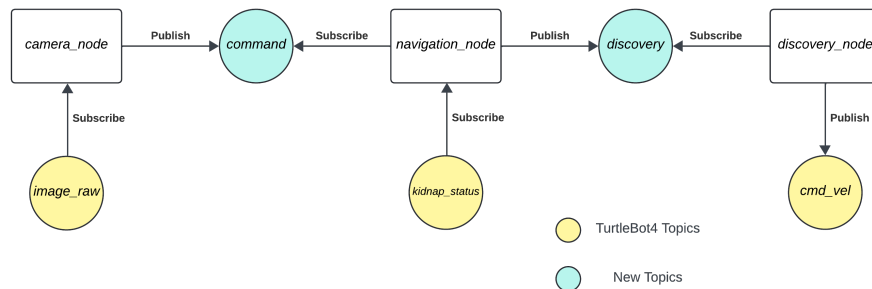 camera_node
Publish
command
Subscribe
navigation_node
Publish
discovery
Subscribe
discovery_node
Subscribe
Subscribe
Publish
image_raw
kidnap_status
cmd_vel
TurtleBot4 Topics
New Topics